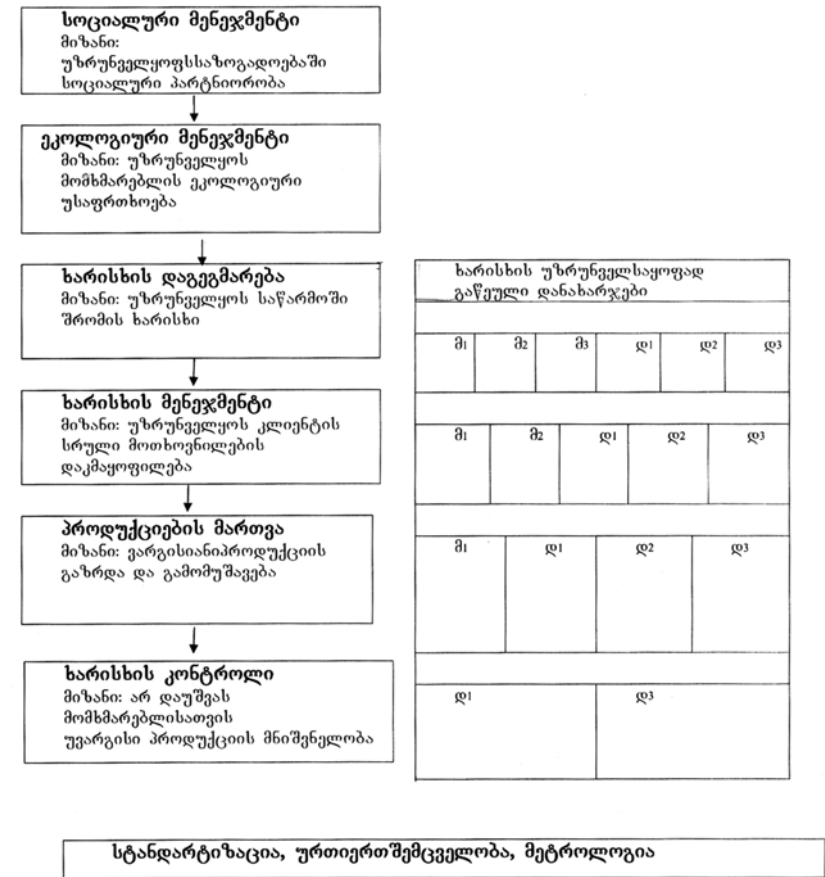 სოციალური მენეჯმენტი
მიზანი:
უზრუნველყოფსსაზოგადოებაში
სოციალური პარტნიორობა
ეკოლოგიური მენეჯმენტი
მიზანი: უზრუნველყოს
მომხმარებლის ეკოლოგიური
უსაფრთხოება
ხარისხის დაგეგმარება
მიზანი: უზრუნველყოს საწარმოში
შრომის ხარისხი
ხარისხის მენეჯმენტი
მიზანი: უზრუნველყოს კლიენტის
სრული მოთხოვნილების
დაკმაყოფილება
პროდუქციების მართვა
მიზანი: ვარგისიანიპროდუქციის
გაზრდა და გამომუშავება
ხარისხის კონტროლი
მიზანი: არ დაუშვას
მომხმარებლისათვის
უვარგისი პროდუქციის მნიშვნელობა
ხარისხის უზრუნველსაყოფად
გაწეული დანახარჯები
მ1 მ2 მ3 დ1 დ2 დ3
მ1 მ2 დ1 დ2 დ3
მ1 დ1 დ2 დ3
დ1 დ3
სტანდარტიზაცია, ურთიერთშემცველობა, მეტროლოგია